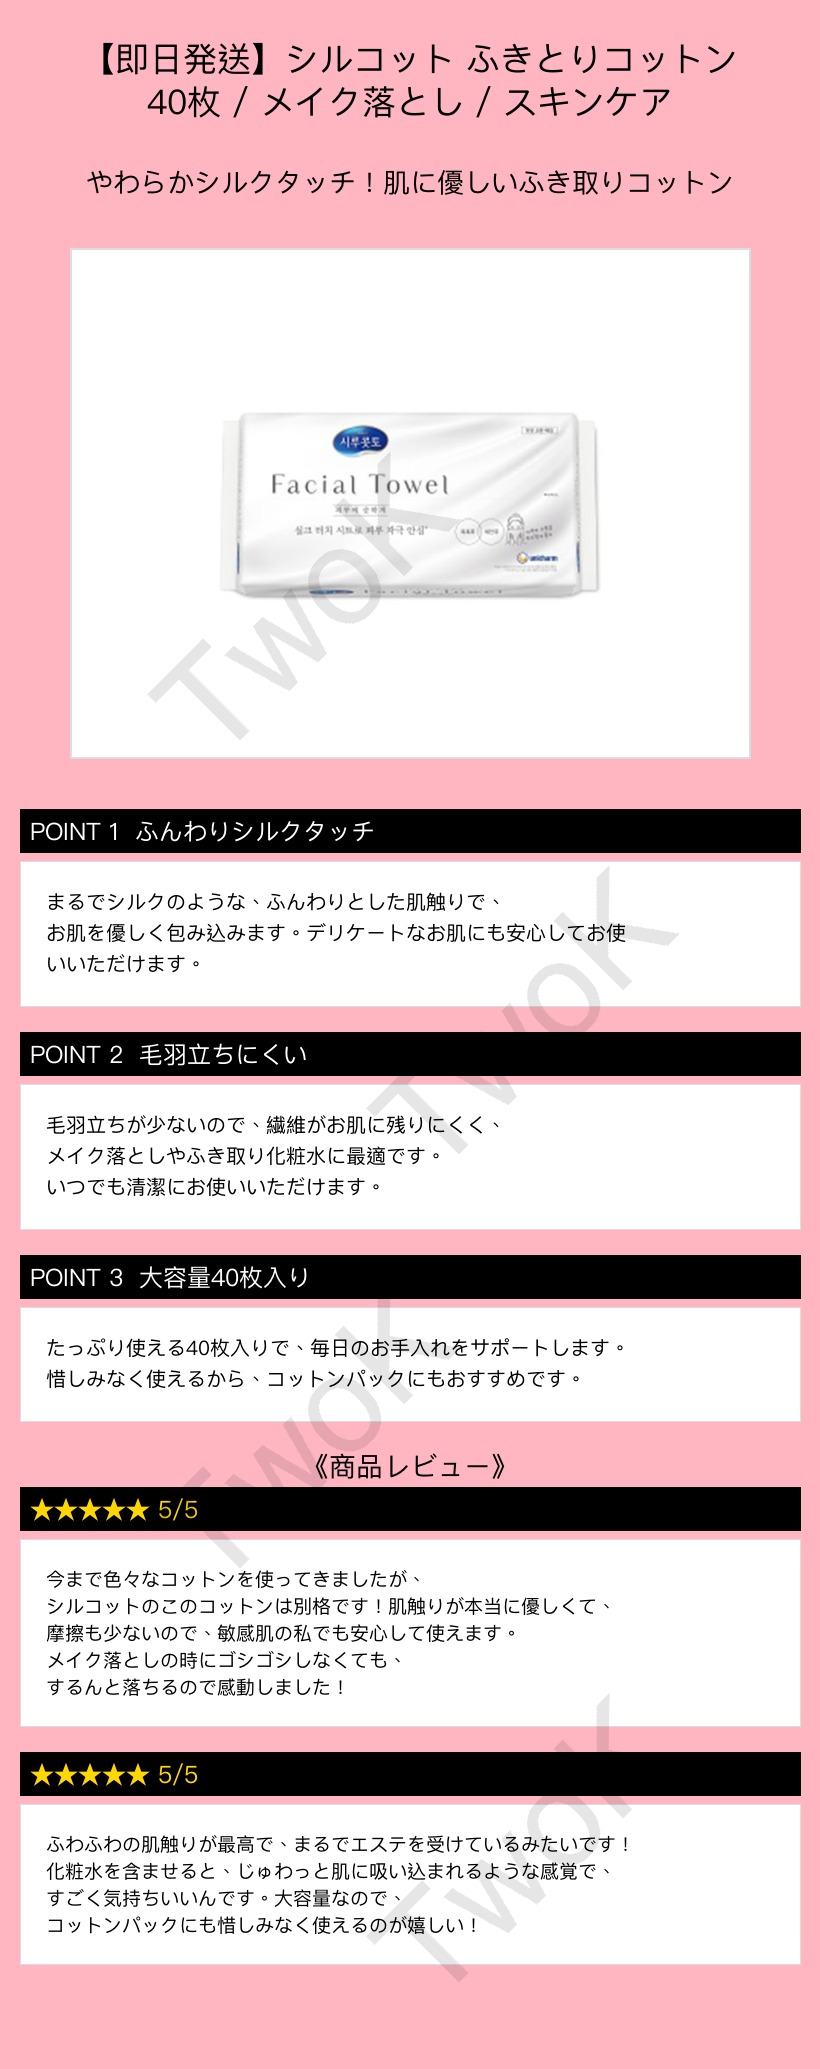 【即日発送】シルコット ふきとりコットン
40枚 / メイク落とし / スキンケア
やわらかシルクタッチ！肌に優しいふき取りコットン
시루콧토
Facial Towel
피부에 순하게
실크 터치 시트로 피부 자극 안심*
unicharm
Facial Towel
TwoK
POINT 1 ふんわりシルクタッチ
まるでシルクのような、ふんわりとした肌触りで、
お肌を優しく包み込みます。デリケートなお肌にも安心してお使
いいただけます。
TwoK
POINT 2 毛羽立ちにくい
毛羽立ちが少ないので、繊維がお肌に残りにくく、
メイク落としやふき取り化粧水に最適です。
いつでも清潔にお使いいただけます。
POINT 3 大容量40枚入り
たっぷり使える40枚入りで、毎日のお手入れをサポートします。
惜しみなく使えるから、コットンパックにもおすすめです。
TwoK
《商品レビュー》
★★★★★ 5/5
今まで色々なコットンを使ってきましたが、
シルコットのこのコットンは別格です！肌触りが本当に優しくて、
摩擦も少ないので、敏感肌の私でも安心して使えます。
メイク落としの時にゴシゴシしなくても、
するんと落ちるので感動しました！
★★★★★ 5/5
ふわふわの肌触りが最高で、まるでエステを受けているみたいです！
化粧水を含ませると、じゅわっと肌に吸い込まれるような感覚で、
すごく気持ちいいんです。大容量なので、
コットンパックにも惜しみなく使えるのが嬉しい！
TwoK